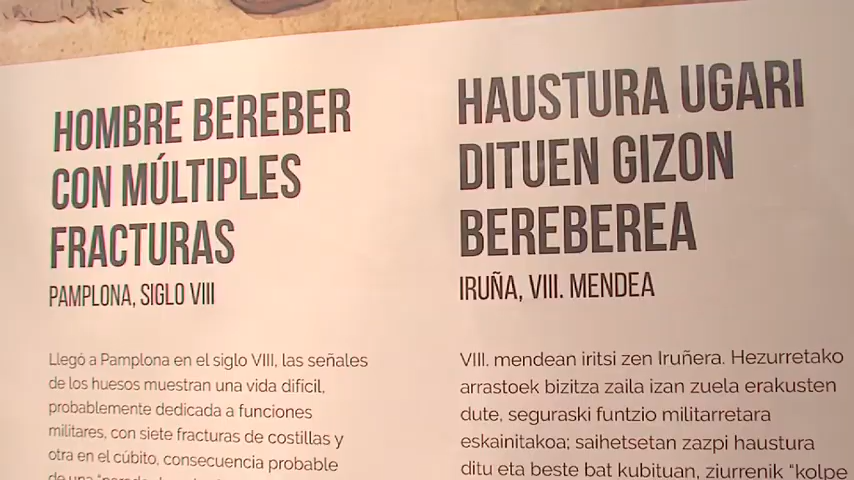 HOMBRE BEREBER
CON MÚLTIPLES
FRACTURAS
PAMPLONA, SIGLO VIII
Llegó a Pamplona en el siglo VIII, las señales
de los huesos muestran una vida difícil,
probablemente dedicada a funciones
militares, con siete fracturas de costillas y
otra en el cúbito, consecuencia probable
de una
HAUSTURA UGARI
DITUEN GIZON
BEREBEREA
IRUÑA, VIII. MENDEA
VIII. mendean iritsi zen Iruñera. Hezurretako
arrastoek bizitza zaila izan zuela erakusten
dute, seguraski funtzio militarretara
eskainitakoa; saihetsetan zazpi haustura
ditu eta beste bat kubituan, ziurrenik “kolpe